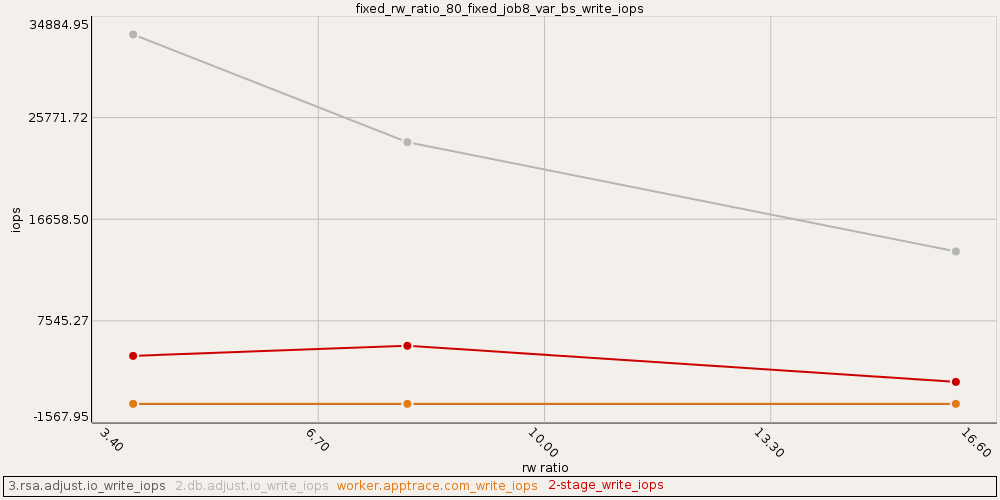 fixed_rw_ratio_80_fixed_job8_var_bs_write_iops
34884.95
25771.72
16658.50
7545.27
-1567.95
iops
3.40 6.70 10.00 13.30 16.60
rw ratio
3.rsa.adjust.io_write_iops 2.db.adjust.io_write_iops worker.apptrace.com_write_iops 2-stage_write_iops